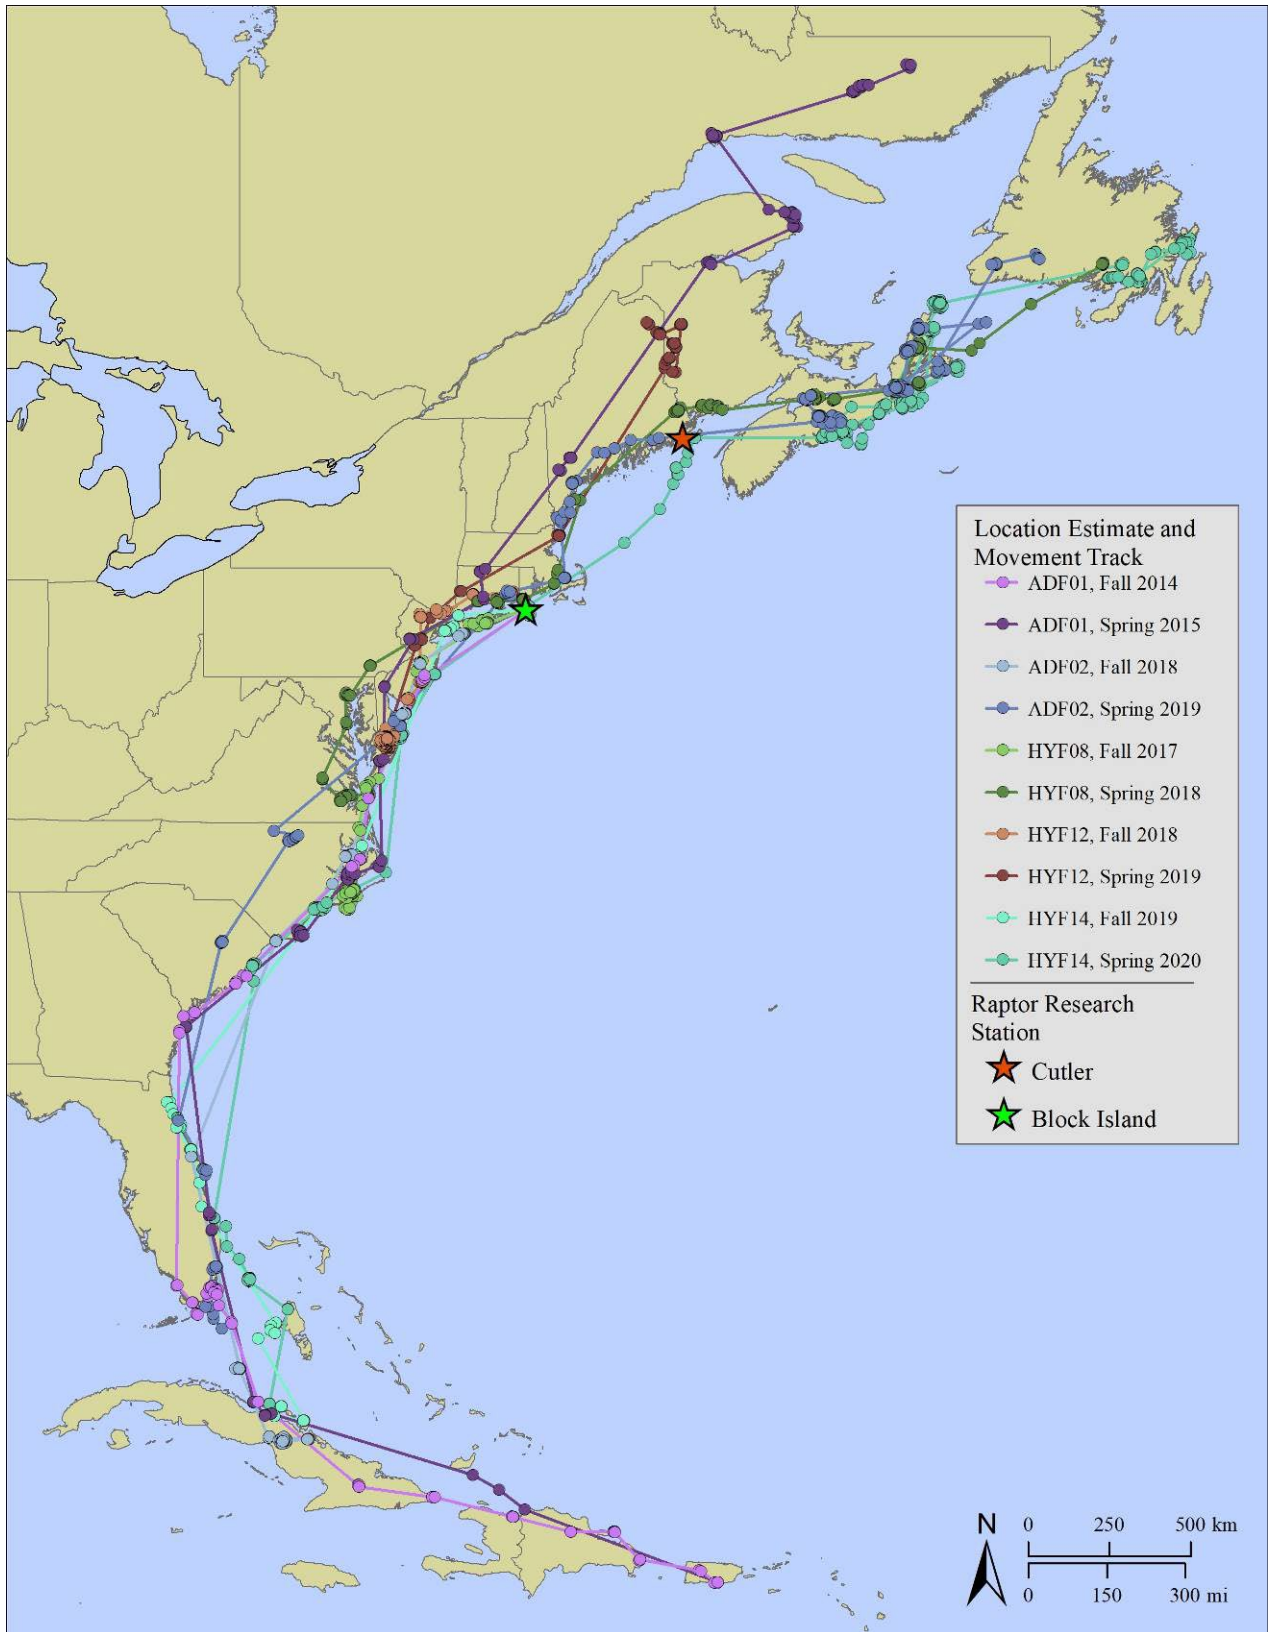 Location Estimate and
Movement Track
ADF01, Fall 2014
ADF01, Spring 2015
ADF02, Fall 2018
ADF02, Spring 2019
HYF08, Fall 2017
HYF08, Spring 2018
HYF12, Fall 2018
HYF12, Spring 2019
HYF14, Fall 2019
HYF14, Spring 2020
Raptor Research
Station
Cutler
Block Island
N
0 250 500 km
0 150 300 mi